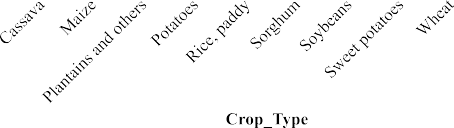 Cassava
Maize
Plantains and others
Potatoes
Rice, paddy
Sorghum
Soybeans
Sweet potatoes
Wheat
Crop_Type